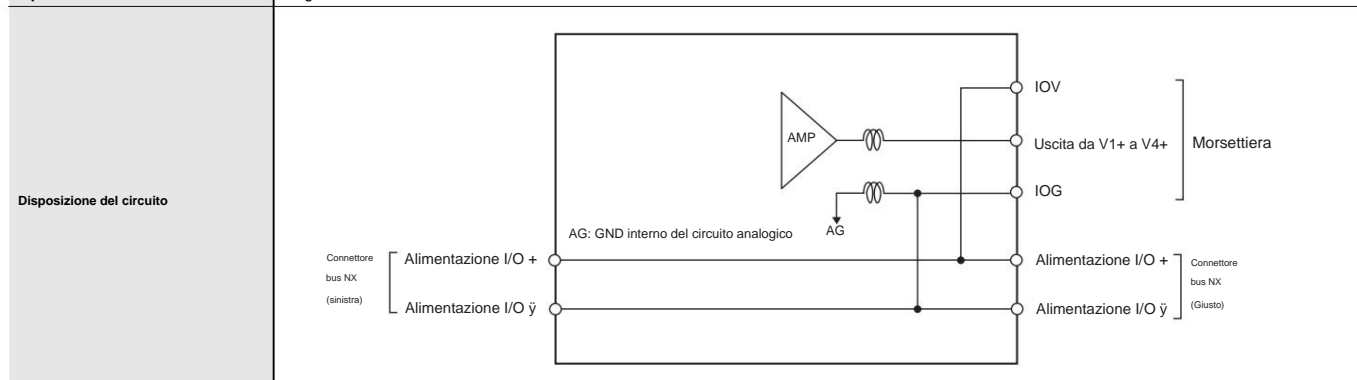 Disposizione del circuito
IOV
AMP
Uscita da V1+ a V4+
Morsettiera
IOG
AG
AG: GND interno del circuito analogico
Connettore
bus NX
(sinistra)
Alimentazione I/O +
Alimentazione I/O ÿ
Alimentazione I/O +
Alimentazione I/O ÿ
Connettore
bus NX
(Giusto)